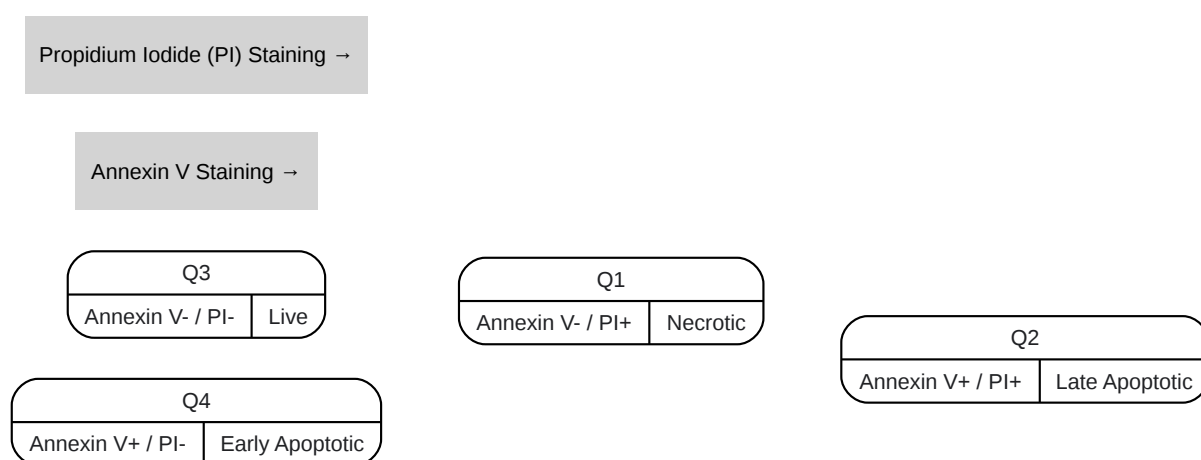 Propidium Iodide (PI) Staining →
Annexin V Staining →
Q3
Annexin V- / PI- Live
Q1
Annexin V- / PI+ Necrotic
Q2
Annexin V+ / PI+ Late Apoptotic
Q4
Annexin V+ / PI- Early Apoptotic